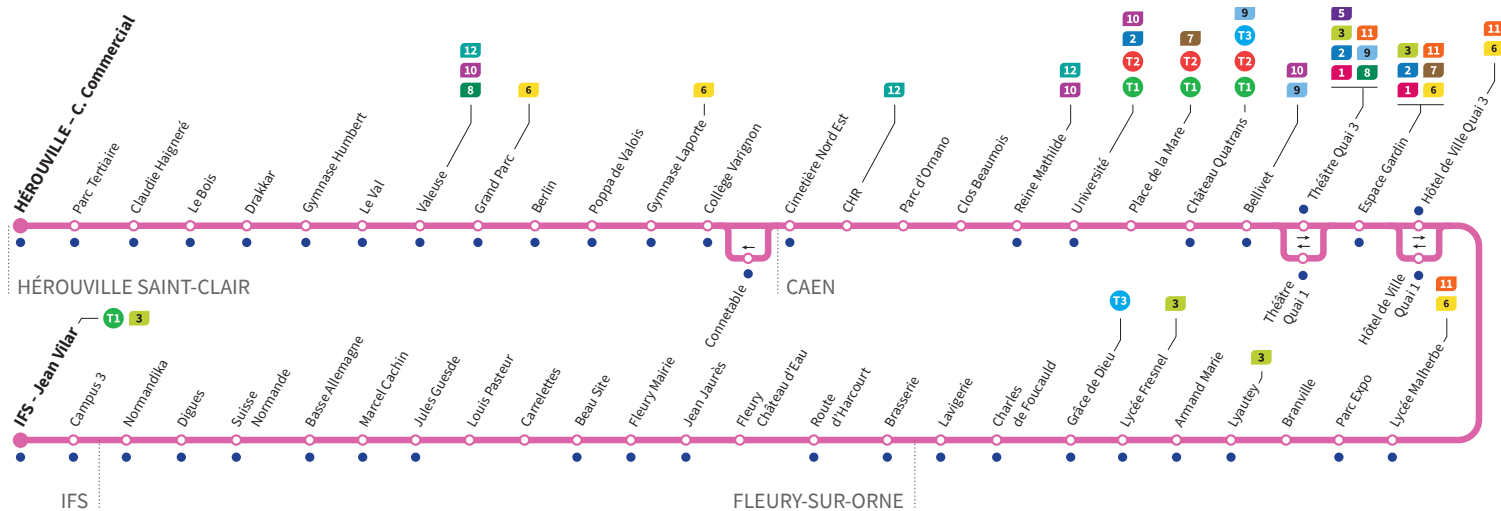 HÉROUVILLE – C. Commercial
Parc Tertiaire
Claudie Haigneré
Le Bois
Drakkar
Gymnase Humbert
Le Val
Valeuse
12
10
8
Grand Parc
6
Berlin
Poppa de Valois
Gymnase Laporte
Collège Varignon
6
Connetable
Cimetière Nord Est
CHR
12
Parc d'Ornano
Clos Beaumois
Reine Mathilde
12
10
Université
10
2
T2
T1
Place de la Mare
7
T2
T1
Château Quatrans
9
T3
T2
T1
Bellivet
10
9
Théâtre Quai 3
5
3 11
2 9
1 8
Théâtre
Quai 1
Espace Gardin
3 11
2 7
1 6
Hôtel de Ville Quai 3
11
6
Hôtel de Ville
Quai 1
HÉROUVILLE SAINT-CLAIR
CAEN
IFS - Jean Vilar
T1 3
Campus 3
Normandika
Digues
Suisse
Normande
Basse Allemagne
Marcel Cachin
Jules Guesde
Louis Pasteur
Carrelettes
Beau Site
Fleury Mairie
Jean Jaurès
Fleury
Château d'Eau
Route
d'Harcourt
Brasserie
Lavigerie
Charles
de Foucauld
Grâce de Dieu
T3
Lycée Fresnel
3
Armand Marie
Lyautey
3
Branville
Parc Expo
Lycée Malherbe
11
6
IFS
FLEURY-SUR-ORNE